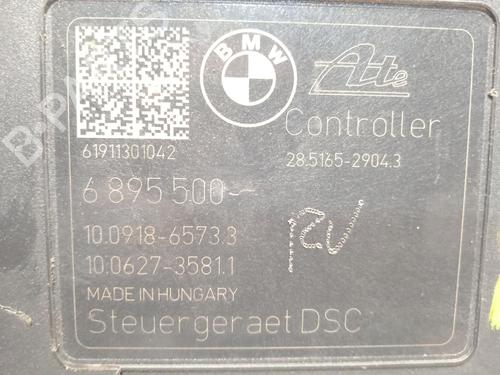 BMW
Ate
Controller
61911301042
28.5165-2904.3
6 895 500-
10.0918-6573.3
12V
10.0627-3581.1
MADE IN HUNGARY
Steuergeraet DSC